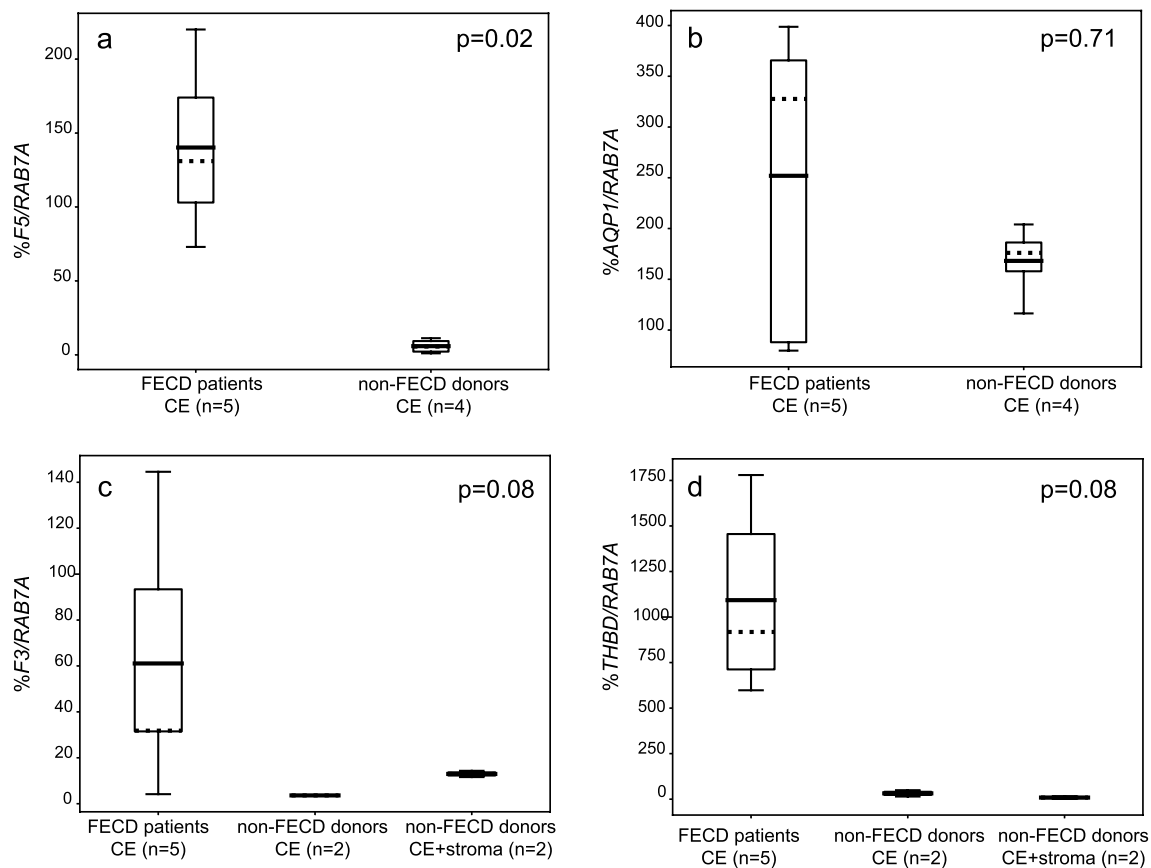 a
p=0.02
%F5/RAB7A
200
150
100
50
0
FECD patients
CE (n=5)
non-FECD donors
CE (n=4)
b
p=0.71
%AQP1/RAB7A
400
350
300
250
200
150
100
FECD patients
CE (n=5)
non-FECD donors
CE (n=4)
c
p=0.08
%F3/RAB7A
140
120
100
80
60
40
20
0
FECD patients
CE (n=5)
non-FECD donors
CE (n=2)
non-FECD donors
CE+stroma (n=2)
d
p=0.08
%THBD/RAB7A
1750
1500
1250
1000
750
500
250
0
FECD patients
CE (n=5)
non-FECD donors
CE (n=2)
non-FECD donors
CE+stroma (n=2)